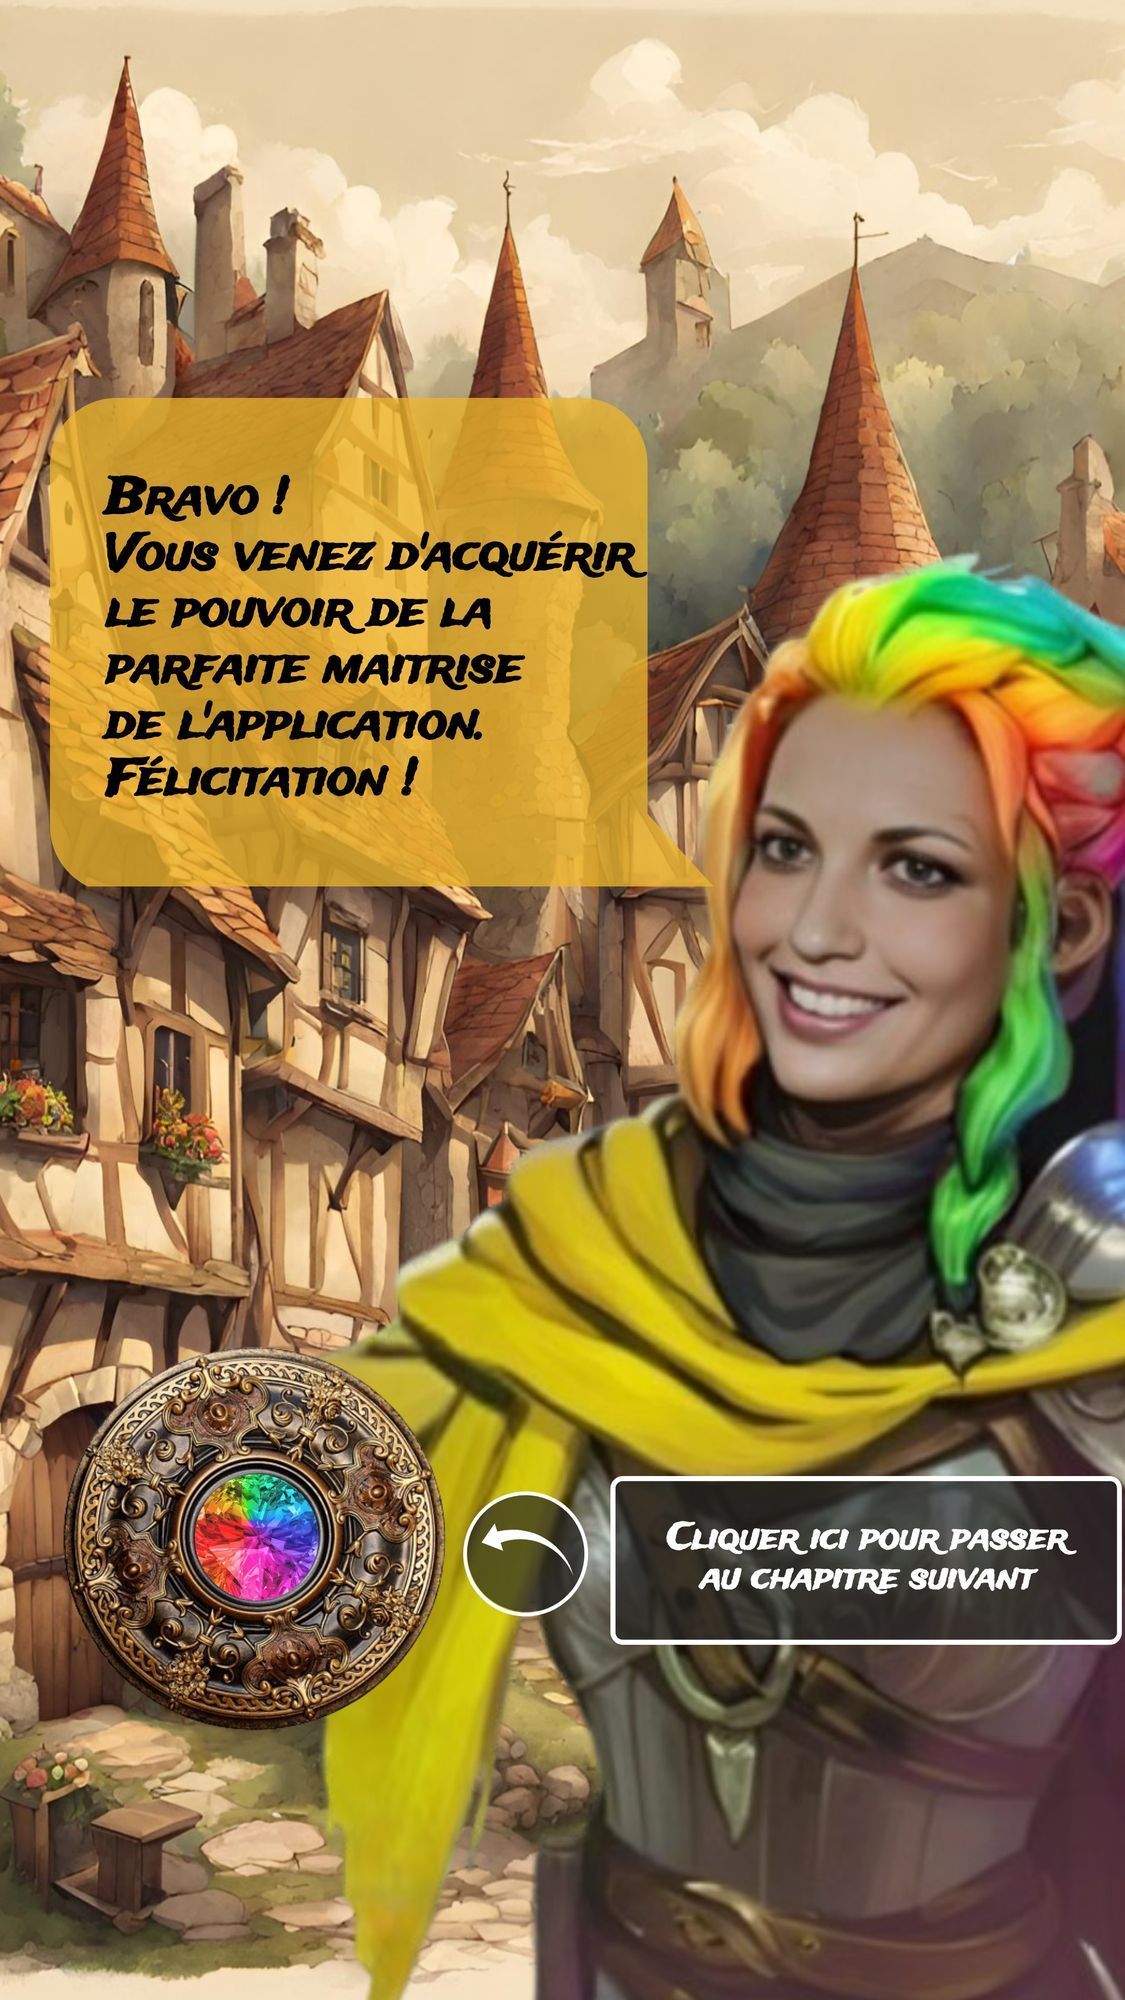 Bravo !
Vous venez d'acquérir
le pouvoir de la
parfaite maitrise
de l'application.
Félicitation !
Cliquer ici pour passer
au chapitre suivant